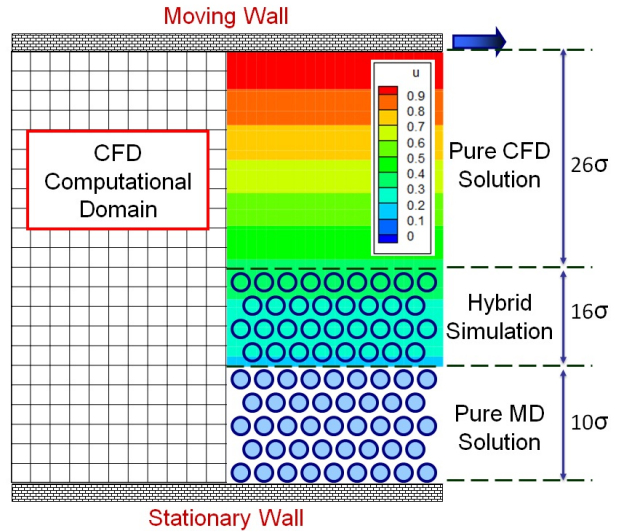 Moving Wall
CFD
Computational
Domain
u
0.9
0.8
0.7
0.6
0.5
0.4
0.3
0.2
0.1
0
Pure CFD
Solution
26σ
Hybrid
Simulation
16σ
Pure MD
Solution
10σ
Stationary Wall